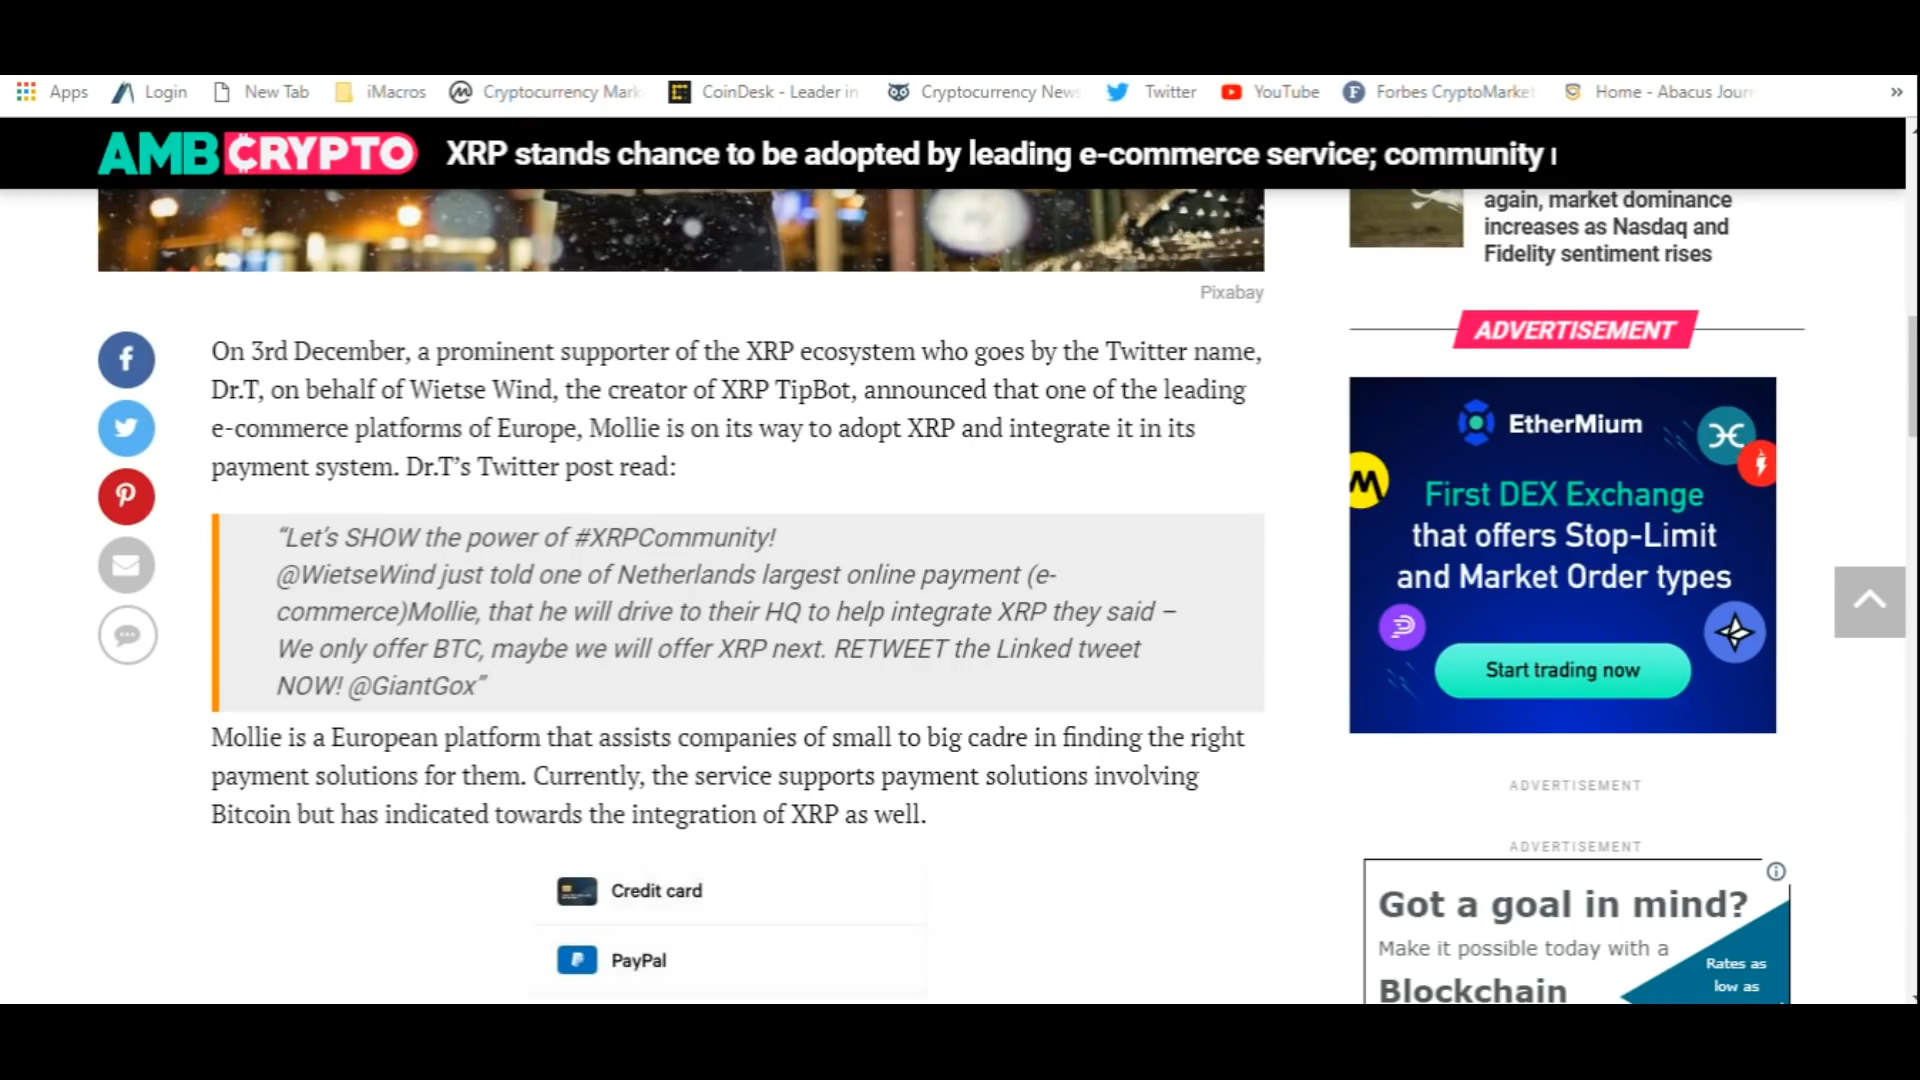 Apps Login New Tab iMacros Cryptocurrency Mark CoinDesk - Leader in Cryptocurrency News Twitter YouTube Forbes CryptoMarket Home - Abacus Jour »
AMBCRYPTO XRP stands chance to be adopted by leading e-commerce service; community
again, market dominance
increases as Nasdaq and
Fidelity sentiment rises
Pixabay
On 3rd December, a prominent supporter of the XRP ecosystem who goes by the Twitter name,
Dr.T, on behalf of Wietse Wind, the creator of XRP TipBot, announced that one of the leading
e-commerce platforms of Europe, Mollie is on its way to adopt XRP and integrate it in its
payment system. Dr.T’s Twitter post read:
“Let’s SHOW the power of #XRPCommunity!
@WietseWind just told one of Netherlands largest online payment (e-
commerce)Mollie, that he will drive to their HQ to help integrate XRP they said –
We only offer BTC, maybe we will offer XRP next. RETWEET the Linked tweet
NOW! @GiantGox”
Mollie is a European platform that assists companies of small to big cadre in finding the right
payment solutions for them. Currently, the service supports payment solutions involving
Bitcoin but has indicated towards the integration of XRP as well.
Credit card
PayPal
ADVERTISEMENT
EtherMium
First DEX Exchange
that offers Stop-Limit
and Market Order types
Start trading now
ADVERTISEMENT
ADVERTISEMENT
Got a goal in mind?
Make it possible today with a
Blockchain
Rates as
low as